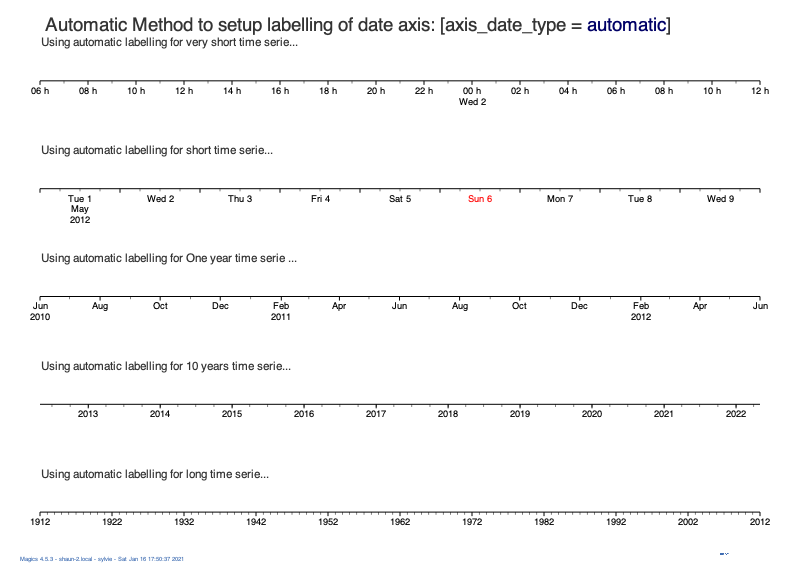 Automatic Method to setup labelling of date axis: [axis_date_type = automatic]
Using automatic labelling for very short time serie...
06 h 08 h 10 h 12 h 14 h 16 h 18 h 20 h 22 h 00 h 02 h 04 h 06 h 08 h 10 h 12 h
Wed 2
Using automatic labelling for short time serie...
Tue 1 Wed 2 Thu 3 Fri 4 Sat 5 Sun 6 Mon 7 Tue 8 Wed 9
May
2012
Using automatic labelling for One year time serie ...
Jun Aug Oct Dec Feb Apr Jun Aug Oct Dec Feb Apr Jun
2010 2011 2012
Using automatic labelling for 10 years time serie...
2013 2014 2015 2016 2017 2018 2019 2020 2021 2022
Using automatic labelling for long time serie...
1912 1922 1932 1942 1952 1962 1972 1982 1992 2002 2012
Magics 4.5.3 - shaun-2.local - sylvie - Sat Jan 16 17:50:37 2021